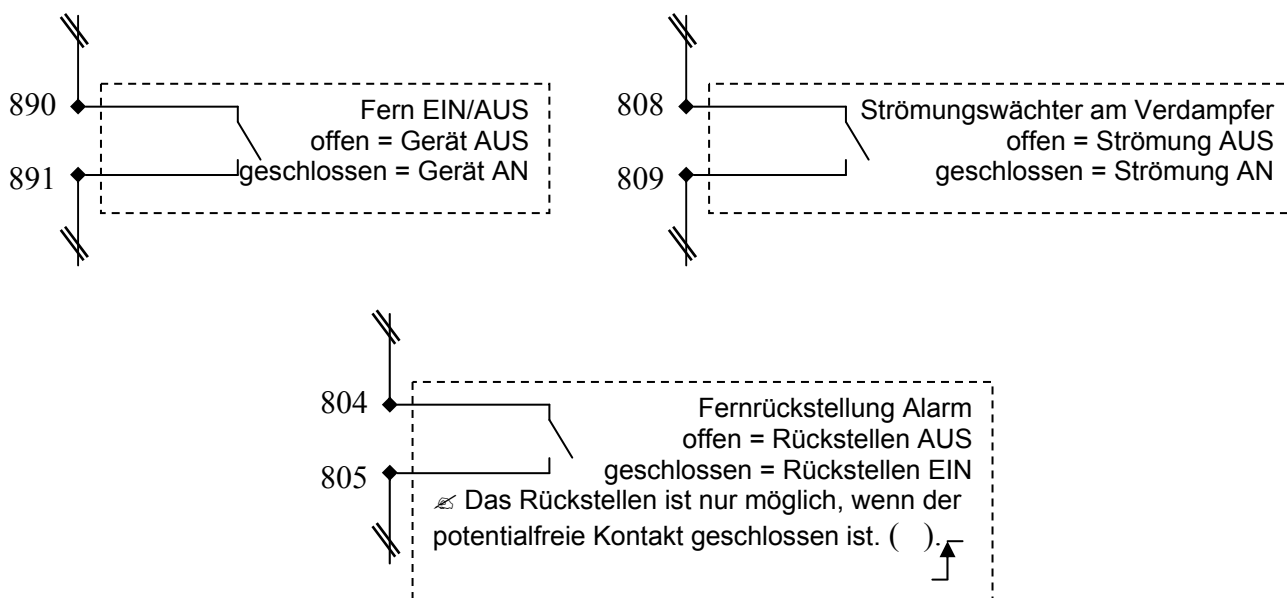 890
Fern EIN/AUS
offen = Gerät AUS
891
geschlossen = Gerät AN
808
Strömungswächter am Verdampfer
offen = Strömung AUS
809
geschlossen = Strömung AN
804
Fernrückstellung Alarm
offen = Rückstellen AUS
805
geschlossen = Rückstellen EIN
✍ Das Rückstellen ist nur möglich, wenn der
potentialfreie Kontakt geschlossen ist. ( ).